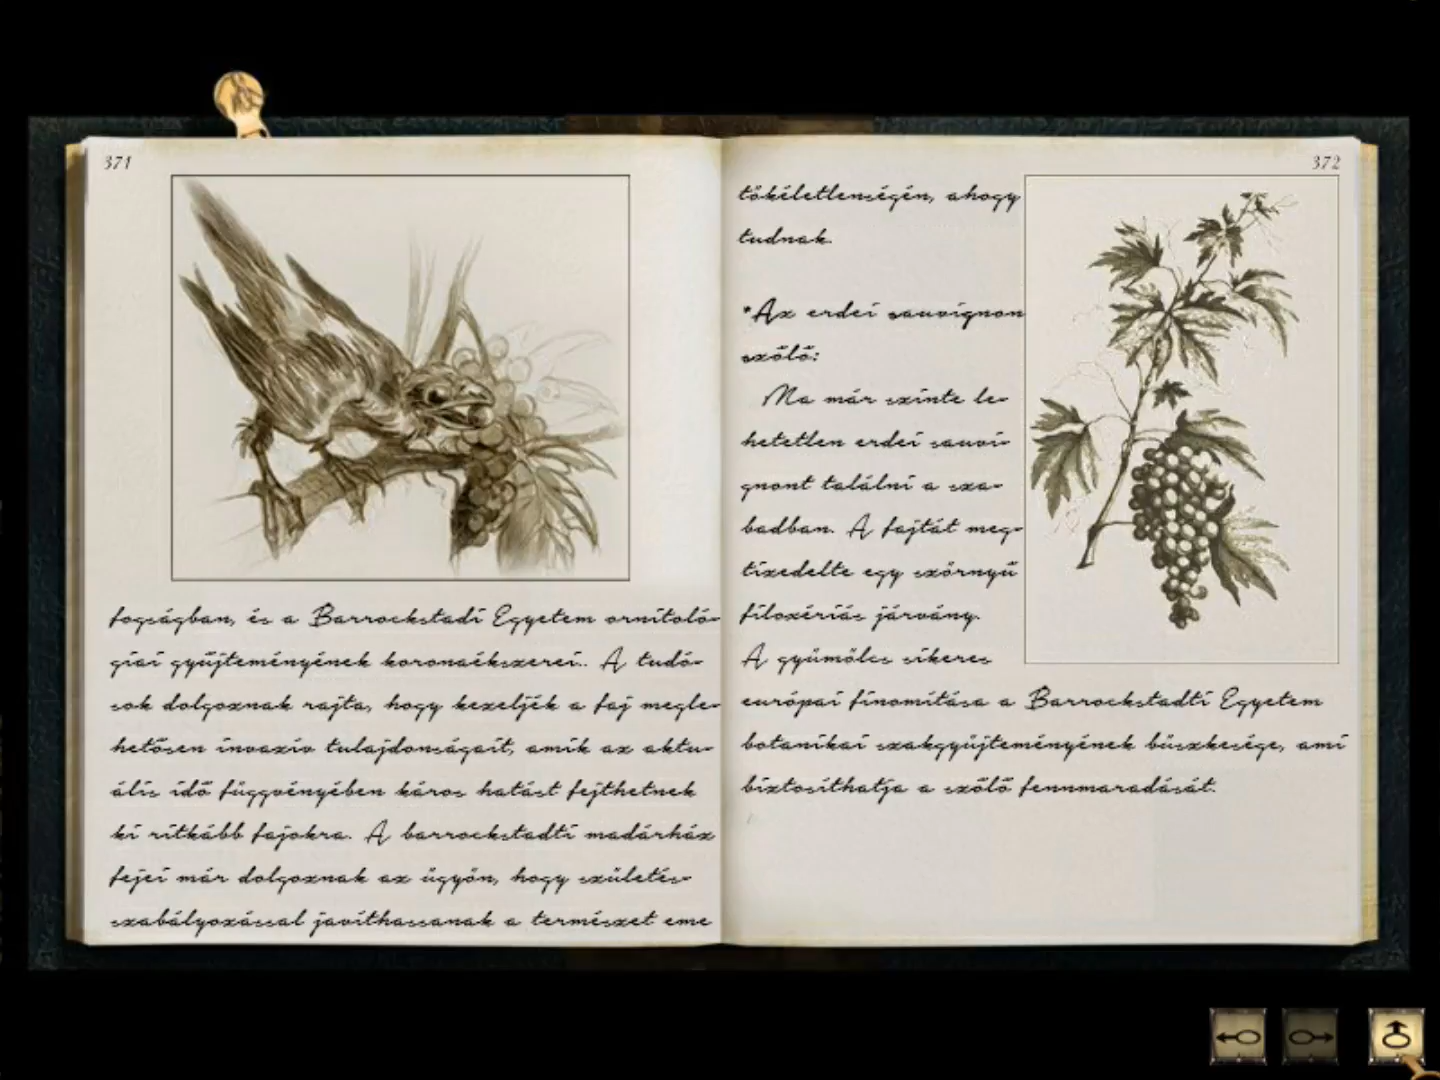 371
fogságban, és a Barrockstadi Egyetem ornitoló-
giai gyűjteményének koronaékszerei.. A tudó-
sok dolgoznak rajta, hogy kezeljék a faj megle-
hetősen invazív tulajdonságait, amik az aktu-
ális idő függvényében káros hatást fejthetnek
ki ritkább fajokra. A barrockstadti madárház
fejei már dolgoznak az ügyön, hogy születés-
szabályozással javíthassanak a természet eme
372
tökéletlenségén, ahogy
tudnak.
*Az erdei sauvignon
szőlő:
Ma már szinte le-
hetetlen erdei sauvi-
gnont találni a sza-
badban. A fajtát meg-
tizedelte egy szörnyű
filoxériás járvány.
A gyümölcs sikeres
európai finomítása a Barrockstadti Egyetem
botanikai szakgyűjteményének büszkesége, ami
biztosíthatja a szőlő fennmaradását.